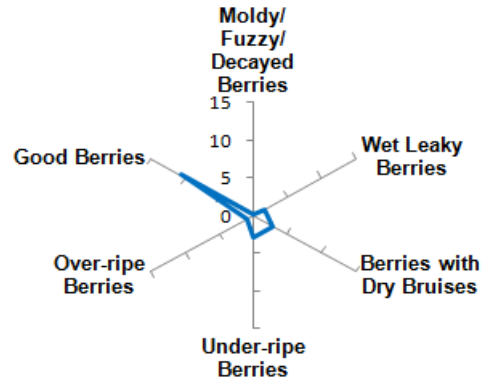 Moldy/
Fuzzy/
Decayed
Berries
15
10
5
0
Wet Leaky
Berries
Berries with
Dry Bruises
Under-ripe
Berries
Over-ripe
Berries
Good Berries